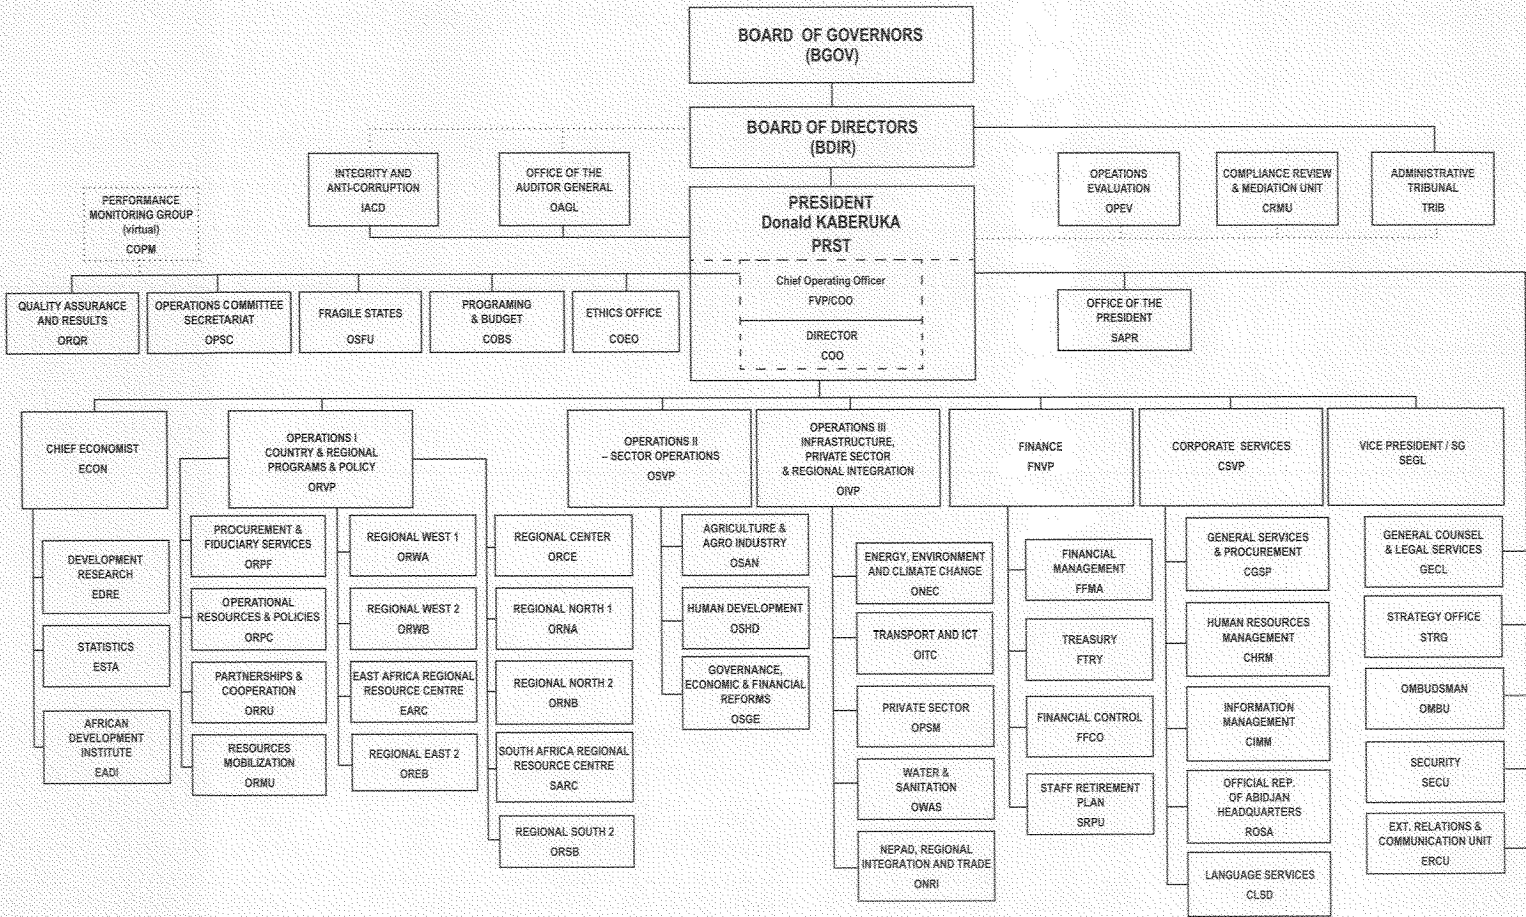 BOARD OF GOVERNORS
(BGOV)
BOARD OF DIRECTORS
(BDIR)
INTEGRITY AND
ANTI-CORRUPTION
IACD
OFFICE OF THE
AUDITOR GENERAL
OAGL
OPEATIONS
EVALUATION
OPEV
COMPLIANCE REVIEW
& MEDIATION UNIT
CRMU
ADMINISTRATIVE
TRIBUNAL
TRIB
PERFORMANCE
MONITORING GROUP
(virtual)
COPM
PRESIDENT
Donald KABERUKA
PRST
Chief Operating Officer
FVP/COO
DIRECTOR
COO
QUALITY ASSURANCE
AND RESULTS
ORQR
OPERATIONS COMMITTEE
SECRETARIAT
OPSC
FRAGILE STATES
OSFU
PROGRAMING
& BUDGET
COBS
ETHICS OFFICE
COEO
OFFICE OF THE
PRESIDENT
SAPR
CHIEF ECONOMIST
ECON
OPERATIONS I
COUNTRY & REGIONAL
PROGRAMS & POLICY
ORVP
OPERATIONS II
– SECTOR OPERATIONS
OSVP
OPERATIONS III
INFRASTRUCTURE,
PRIVATE SECTOR
& REGIONAL INTEGRATION
OIVP
FINANCE
FNVP
CORPORATE SERVICES
CSVP
VICE PRESIDENT / SG
SEGL
DEVELOPMENT
RESEARCH
EDRE
STATISTICS
ESTA
AFRICAN
DEVELOPMENT
INSTITUTE
EADI
PROCUREMENT &
FIDUCIARY SERVICES
ORPF
OPERATIONAL
RESOURCES & POLICIES
ORPC
PARTNERSHIPS &
COOPERATION
ORRU
RESOURCES
MOBILIZATION
ORMU
REGIONAL WEST 1
ORWA
REGIONAL WEST 2
ORWB
EAST AFRICA REGIONAL
RESOURCE CENTRE
EARC
REGIONAL EAST 2
OREB
REGIONAL CENTER
ORCE
REGIONAL NORTH 1
ORNA
REGIONAL NORTH 2
ORNB
SOUTH AFRICA REGIONAL
RESOURCE CENTRE
SARC
REGIONAL SOUTH 2
ORSB
AGRICULTURE &
AGRO INDUSTRY
OSAN
HUMAN DEVELOPMENT
OSHD
GOVERNANCE,
ECONOMIC & FINANCIAL
REFORMS
OSGE
ENERGY, ENVIRONMENT
AND CLIMATE CHANGE
ONEC
TRANSPORT AND ICT
OITC
PRIVATE SECTOR
OPSM
WATER &
SANITATION
OWAS
NEPAD, REGIONAL
INTEGRATION AND TRADE
ONRI
FINANCIAL
MANAGEMENT
FFMA
TREASURY
FTRY
FINANCIAL CONTROL
FFCO
STAFF RETIREMENT
PLAN
SRPU
GENERAL SERVICES
& PROCUREMENT
CGSP
HUMAN RESOURCES
MANAGEMENT
CHRM
INFORMATION
MANAGEMENT
CIMM
OFFICIAL REP.
OF ABIDJAN
HEADQUARTERS
ROSA
LANGUAGE SERVICES
CLSD
GENERAL COUNSEL
& LEGAL SERVICES
GECL
STRATEGY OFFICE
STRG
OMBUDSMAN
OMBU
SECURITY
SECU
EXT. RELATIONS &
COMMUNICATION UNIT
ERCU